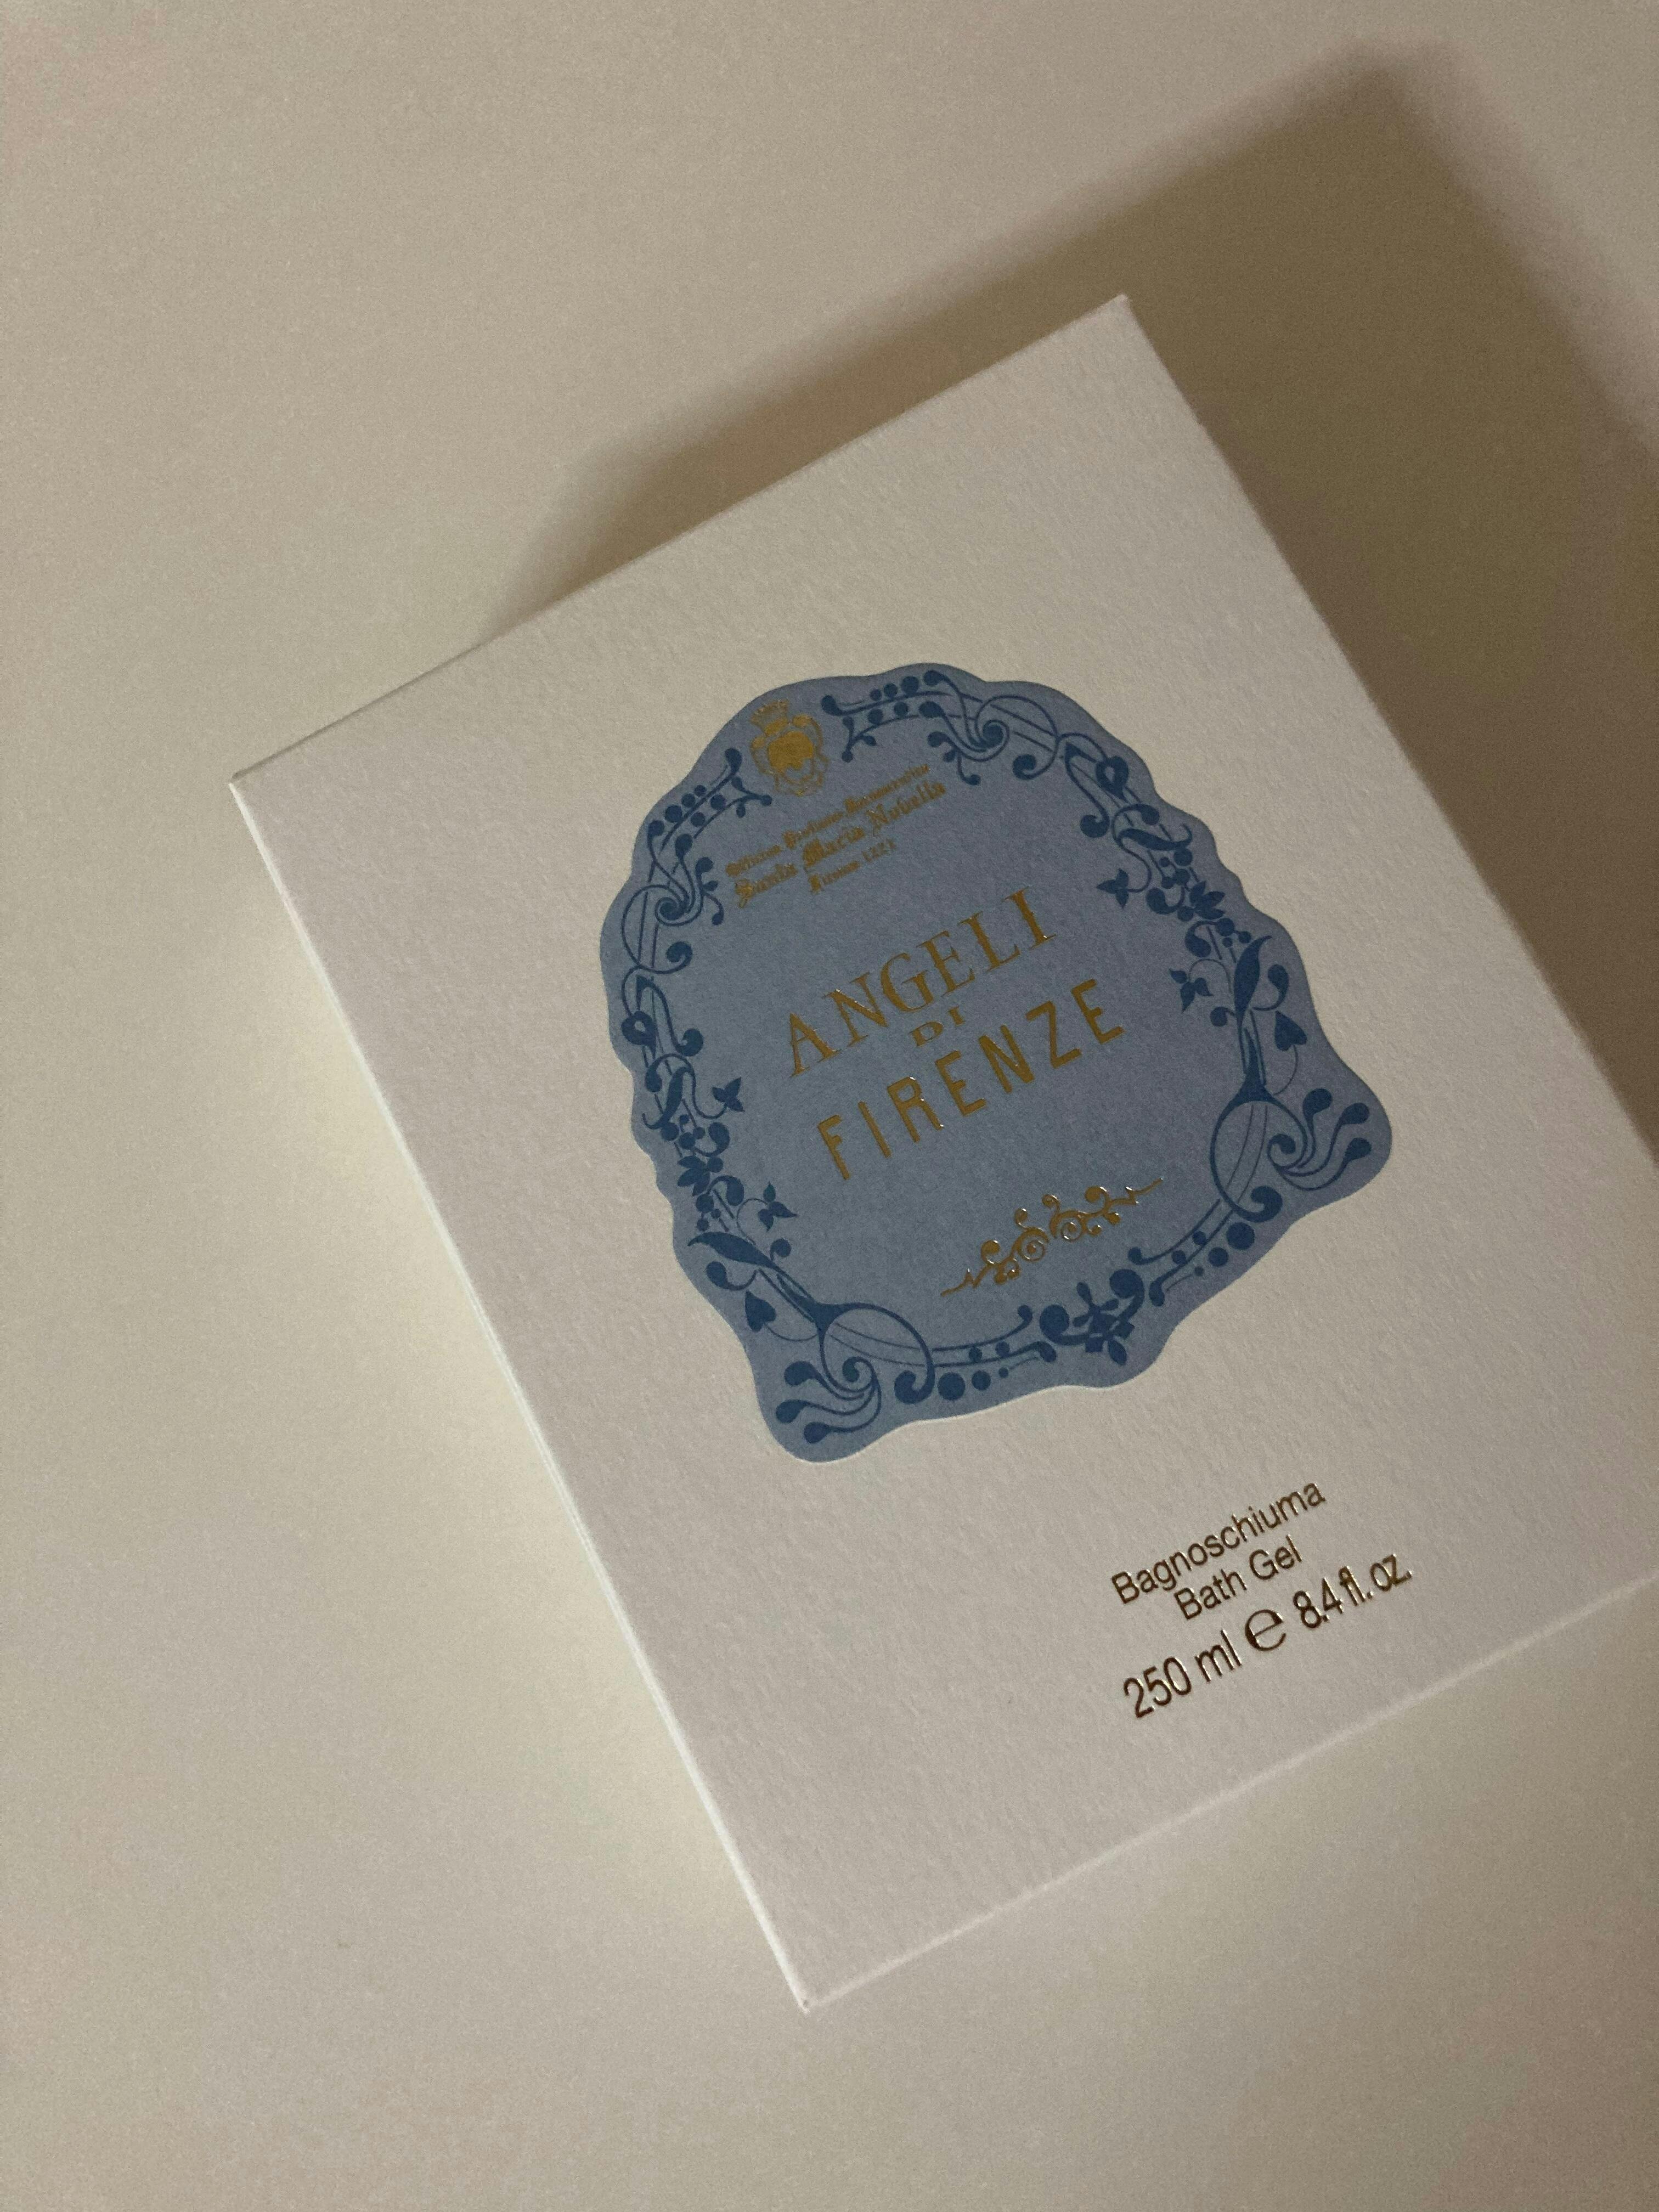 Officina Profumo-Farmaceutica
Santa Maria Novella
Firenze 1221
ANGELI
DI
FIRENZE
Bagnoschiuma
Bath Gel
250 ml ℮ 8.4 fl. oz.